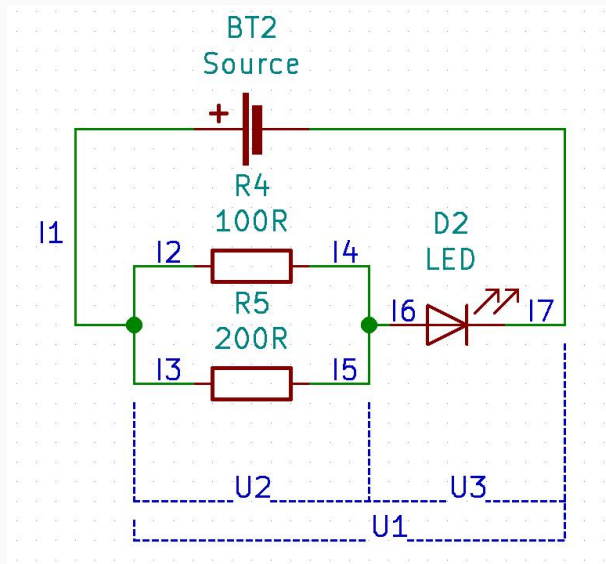 BT2
Source
+
R4
100R
D2
LED
I1
I2
I4
R5
200R
I6
I7
I3
I5
U2
U3
U1